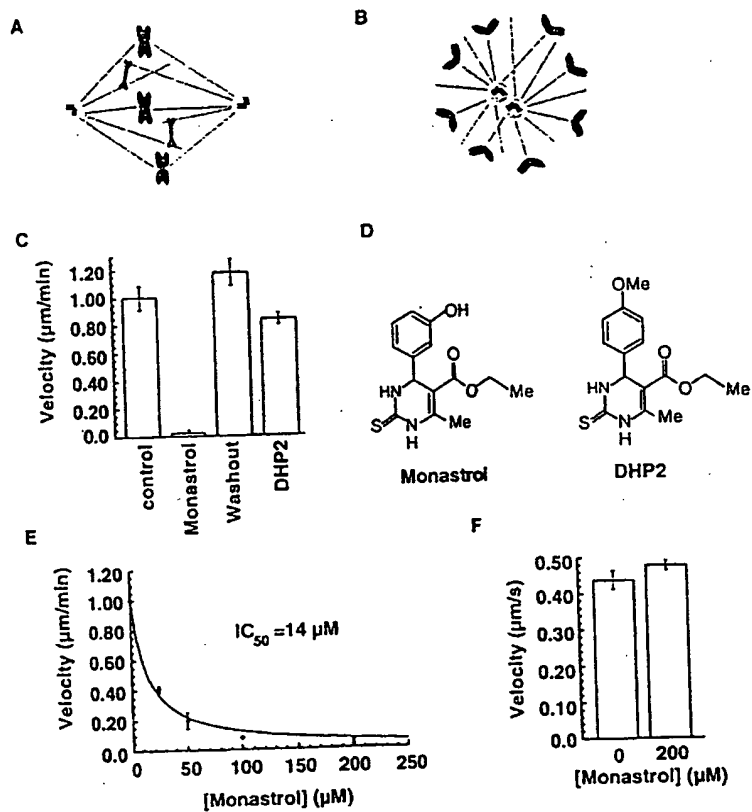 A
B
C
Velocity (µm/min)
1.20
1.00
0.80
0.60
0.40
0.20
0.0
control
Monastrol
Washout
DHP2
D
OH
O
O
Me
HN
S
N
H
Me
Monastrol
OMe
O
O
Me
HN
S
N
H
Me
DHP2
E
Velocity (µm/min)
1.20
1.00
0.80
0.60
0.40
0.20
0.0
IC50 =14 µM
0
50
100
150
200
250
[Monastrol] (µM)
F
Velocity (µm/s)
0.50
0.40
0.30
0.20
0.10
0.00
0
200
[Monastrol] (µM)